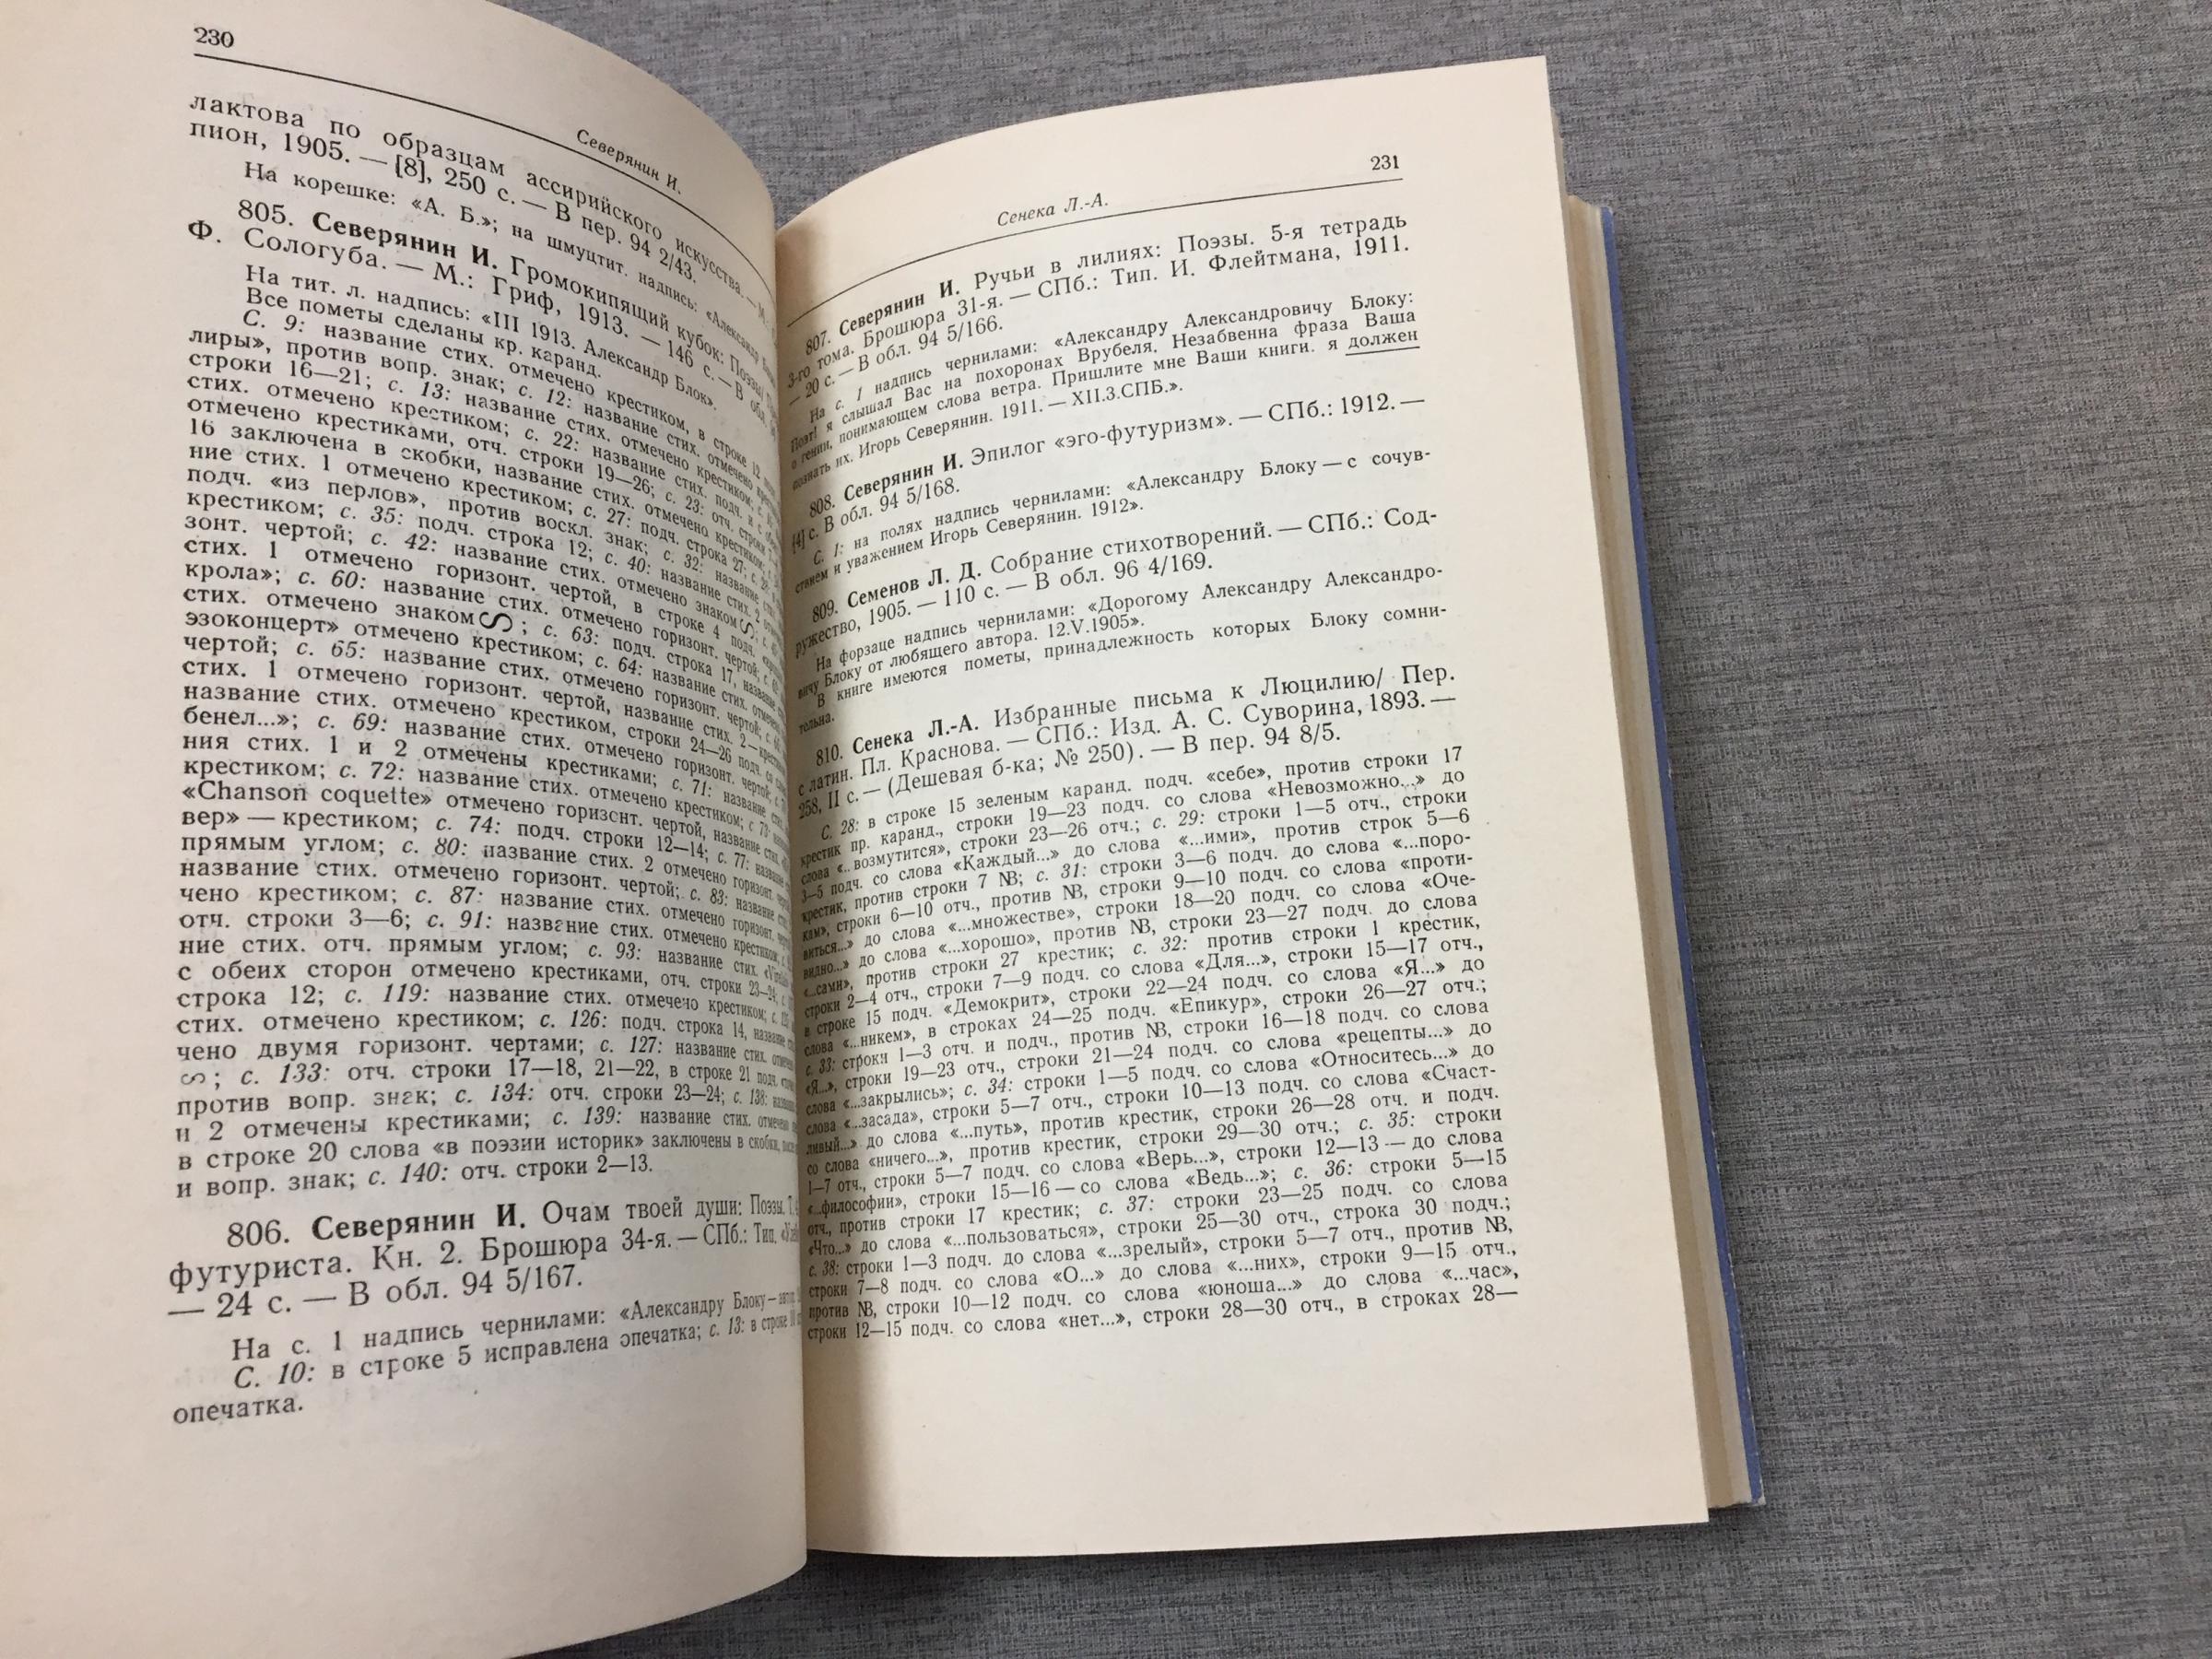 230
Северянин И.
лактова по образцам ассирийского искусства. — М.:
пион, 1905. — [8], 250 с. — В пер. 94 2/43.
На корешке: «А. Б.»; на шмуцтит. надпись: «Александр
805. Северянин И. Громокипящий кубок: Поэзы/
Ф. Сологуба. — М.: Гриф, 1913. — 146 с. — В обл.
На тит. л. надпись: «III 1913. Александр Блок».
Все пометы сделаны кр. каранд.
С. 9: название стих. отмечено крестиком, в строке 12
лиры», против вопр. знак; с. 12: название стих. отмечено
строки 16—21; с. 13: название стих. отмечено крестиком;
стих. отмечено крестиком; с. 22: название стих. подч. и с
отмечено крестиками, отч. строки 19—26; с. 23: отч. строки
16 заключена в скобки, название стих. отмечено крестиком;
ние стих. 1 отмечено крестиком; с. 27: подч. строка 27; с. 28:
подч. «из перлов», против воскл. знак; с. 32: название
крестиком; с. 35: подч. строка 12; с. 40: название стих. 2
зонт. чертой; с. 42: название стих. отмечено знаком
стих. 1 отмечено горизонт. чертой, в строке 4 подч.
крола»; с. 60: название стих. отмечено горизонт. чертой;
стих. отмечено знаком ; с. 63: подч. строка 17, название
эзоконцерт» отмечено крестиком; с. 64: название стих. отмечено
чертой; с. 65: название стих. отмечено горизонт. чертой;
стих. 1 отмечено горизонт. чертой, название стих. 2 —
название стих. отмечено крестиком, строки 24—26 подч. со
бенел...»; с. 69: название стих. отмечено горизонт. чертой;
ния стих. 1 и 2 отмечены крестиками; с. 71: название
крестиком; с. 72: название стих. отмечено крестиком; с. 73:
«Chanson coquette» отмечено горизонт. чертой, название стих.
вер» — крестиком; с. 74: подч. строки 12—14; с. 77: название
прямым углом; с. 80: название стих. 2 отмечено горизонт.
название стих. отмечено горизонт. чертой; с. 83: название
чено крестиком; с. 87: название стих. отмечено горизонт.
отч. строки 3—6; с. 91: название стих. отмечено крестиком;
ние стих. отч. прямым углом; с. 93: название стих.
с обеих сторон отмечено крестиками, отч. строки 23—24;
строка 12; с. 119: название стих. отмечено крестиком;
стих. отмечено крестиком; с. 126: подч. строка 14, название
чено двумя горизонт. чертами; с. 127: название стих.
; с. 133: отч. строки 17—18, 21—22, в строке 21 подч.
против вопр. знак; с. 134: отч. строки 23—24; с. 138:
и 2 отмечены крестиками; с. 139: название стих. отмечено
в строке 20 слова «в поэзии историк» заключены в скобки,
и вопр. знак; с. 140: отч. строки 2—13.
806. Северянин И. Очам твоей души: Поэзы.
футуриста. Кн. 2. Брошюра 34-я. — СПб.: Тип.
— 24 с. — В обл. 94 5/167.
На с. 1 надпись чернилами: «Александру Блоку —
С. 10: в строке 5 исправлена опечатка; с. 13: в строке
опечатка.
231
Сенека Л.-А.
807. Северянин И. Ручьи в лилиях: Поэзы. 5-я тетрадь
3-го тома. Брошюра 31-я. — СПб.: Тип. И. Флейтмана, 1911.
— 20 с. — В обл. 94 5/166.
На с. 1 надпись чернилами: «Александру Александровичу Блоку:
Поэт! я слышал Вас на похоронах Врубеля. Незабвенна фраза Ваша
о гении, понимающем слова ветра. Пришлите мне Ваши книги. я должен
познать их. Игорь Северянин. 1911. — XII.3.СПБ.».
808. Северянин И. Эпилог «эго-футуризм». — СПб.: 1912. —
[4] с. В обл. 94 5/168.
С. 1: на полях надпись чернилами: «Александру Блоку — с сочув-
ствием и уважением Игорь Северянин. 1912».
809. Семенов Л. Д. Собрание стихотворений. — СПб.: Сод-
ружество, 1905. — 110 с. — В обл. 96 4/169.
На форзаце надпись чернилами: «Дорогому Александру Александро-
вичу Блоку от любящего автора. 12.V.1905».
В книге имеются пометы, принадлежность которых Блоку сомни-
тельна.
810. Сенека Л.-А. Избранные письма к Люцилию/ Пер.
с латин. Пл. Краснова. — СПб.: Изд. А. С. Суворина, 1893. —
258, II с. — (Дешевая б-ка; № 250). — В пер. 94 8/5.
С. 28: в строке 15 зеленым каранд. подч. «себе», против строки 17
крестик пр. каранд., строки 19—23 подч. со слова «Невозможно...» до
слова «...возмутится», строки 23—26 отч.; с. 29: строки 1—5 отч., строки
3—5 подч. со слова «Каждый...» до слова «...ими», против строк 5—6
крестик, против строки 7 NB; с. 31: строки 3—6 подч. до слова «...поро-
кам», строки 6—10 отч., против NB, строки 9—10 подч. со слова «проти-
виться...» до слова «...множестве», строки 18—20 подч. со слова «Оче-
видно...» до слова «...хорошо», против NB, строки 23—27 подч. до слова
«...сами», против строки 27 крестик; с. 32: против строки 1 крестик,
строки 2—4 отч., строки 7—9 подч. со слова «Для...», строки 15—17 отч.,
в строке 15 подч. «Демокрит», строки 22—24 подч. со слова «Я...» до
слова «...никем», в строках 24—25 подч. «Епикур», строки 26—27 отч.;
с. 33: строки 1—3 отч. и подч., против NB, строки 16—18 подч. со слова
«Я...», строки 19—23 отч., строки 21—24 подч. со слова «рецепты...» до
слова «...закрылись»; с. 34: строки 1—5 подч. со слова «Относитесь...» до
слова «...засада», строки 5—7 отч., строки 10—13 подч. со слова «Счаст-
ливый...» до слова «...путь», против крестик, строки 26—28 отч. и подч.
со слова «ничего...», против крестик, строки 29—30 отч.; с. 35: строки
1—7 отч., строки 5—7 подч. со слова «Верь...», строки 12—13 — до слова
«...философии», строки 15—16 — со слова «Ведь...»; с. 36: строки 5—15
отч., против строки 17 крестик; с. 37: строки 23—25 подч. со слова
«Что...» до слова «...пользоваться», строки 25—30 отч., строка 30 подч.;
с. 38: строки 1—3 подч. до слова «...зрелый», строки 5—7 отч., против NB,
строки 7—8 подч. со слова «О...» до слова «...них», строки 9—15 отч.,
против NB, строки 10—12 подч. со слова «юноша...» до слова «...час»,
строки 12—15 подч. со слова «нет...», строки 28—30 отч., в строках 28—